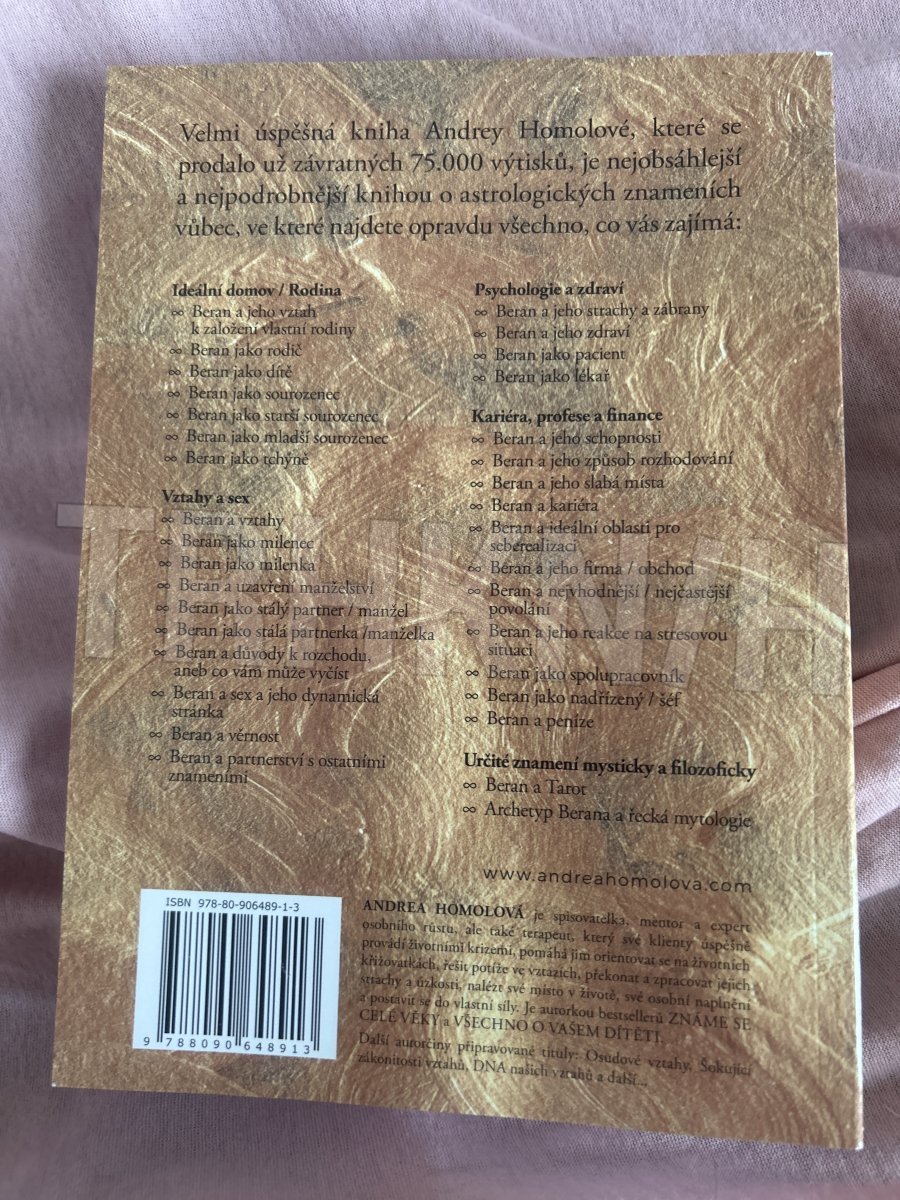 Velmi úspěšná kniha Andrey Homolové, které se
prodalo už závratných 75.000 výtisků, je nejobsáhlejší
a nejpodrobnější knihou o astrologických znameních
vůbec, ve které najdete opravdu všechno, co vás zajímá:
Ideální domov / Rodina
∞ Beran a jeho vztah
k založení vlastní rodiny
∞ Beran jako rodič
∞ Beran jako dítě
∞ Beran jako sourozenec
∞ Beran jako starší sourozenec
∞ Beran jako mladší sourozenec
∞ Beran jako tchýně
Vztahy a sex
∞ Beran a vztahy
∞ Beran jako milenec
∞ Beran jako milenka
∞ Beran a uzavření manželství
∞ Beran jako stálý partner / manžel
∞ Beran jako stálá partnerka /manželka
∞ Beran a důvody k rozchodu,
aneb co vám může vyčíst
∞ Beran a sex a jeho dynamická
stránka
∞ Beran a věrnost
∞ Beran a partnerství s ostatními
znameními
Psychologie a zdraví
∞ Beran a jeho strachy a zábrany
∞ Beran a jeho zdraví
∞ Beran jako pacient
∞ Beran jako lékař
Kariéra, profese a finance
∞ Beran a jeho schopnosti
∞ Beran a jeho způsob rozhodování
∞ Beran a jeho slabá místa
∞ Beran a kariéra
∞ Beran a ideální oblasti pro
seberealizaci
∞ Beran a jeho firma / obchod
∞ Beran a nejvhodnější / nejčastější
povolání
∞ Beran a jeho reakce na stresovou
situaci
∞ Beran jako spolupracovník
∞ Beran jako nadřízený / šéf
∞ Beran a peníze
Určité znamení mysticky a filozoficky
∞ Beran a Tarot
∞ Archetyp Berana a řecká mytologie
www.andreahomolova.com
ANDREA HOMOLOVÁ je spisovatelka, mentor a expert
osobního růstu, ale také terapeut, který své klienty úspěšně
provádí životními krizemi, pomáhá jim orientovat se na životních
křižovatkách, řešit potíže ve vztazích, překonat a zpracovat jejich
strachy a úzkosti, nalézt své místo v životě, své osobní naplnění
a postavit se do vlastní síly. Je autorkou bestsellerů ZNÁME SE
CELÉ VĚKY a VŠECHNO O VAŠEM DÍTĚTI.
Další autorčiny připravované tituly: Osudové vztahy, Šokující
zákonitosti vztahů, DNA našich vztahů a další...
ISBN 978-80-906489-1-3
9 788090 648913